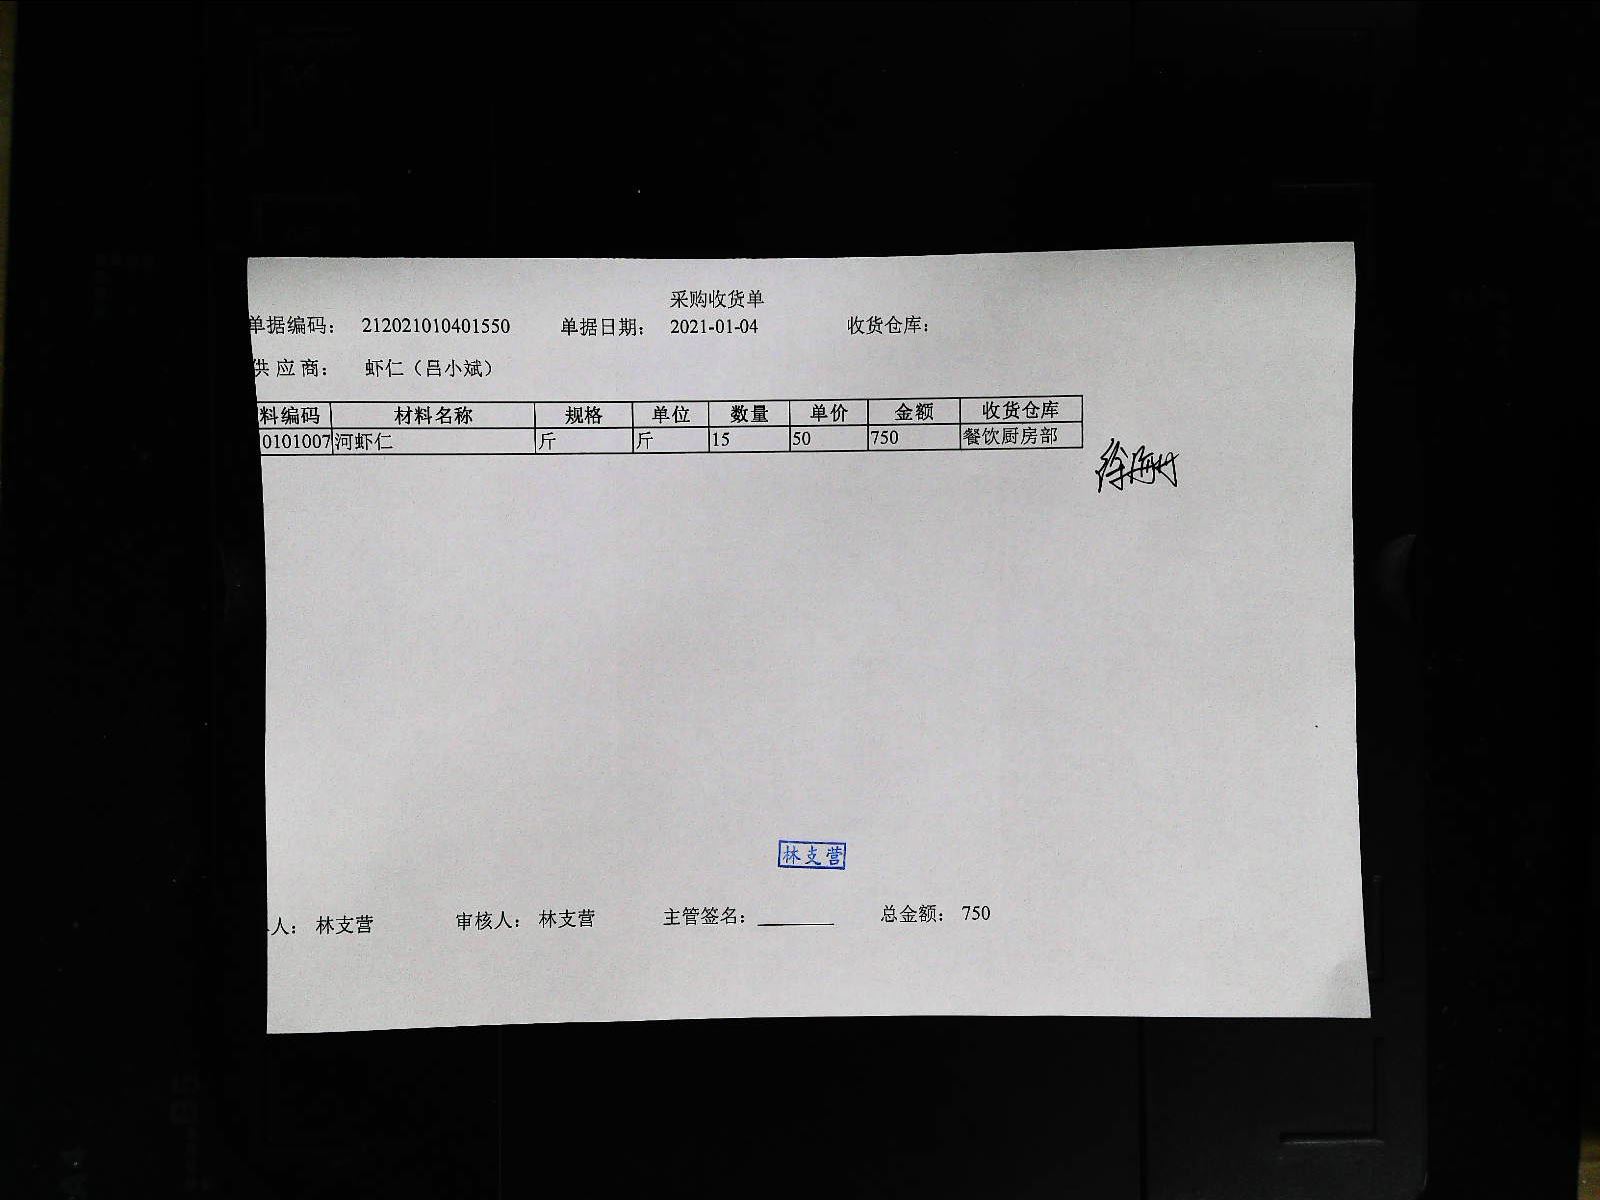 采购收货单
单据编码： 212021010401550 单据日期： 2021-01-04 收货仓库：
供 应 商： 虾仁（吕小斌）
料编码 材料名称 规格 单位 数量 单价 金额 收货仓库
0101007 河虾仁 斤 斤 15 50 750 餐饮厨房部
林支营
人： 林支营 审核人： 林支营 主管签名： 总金额： 750